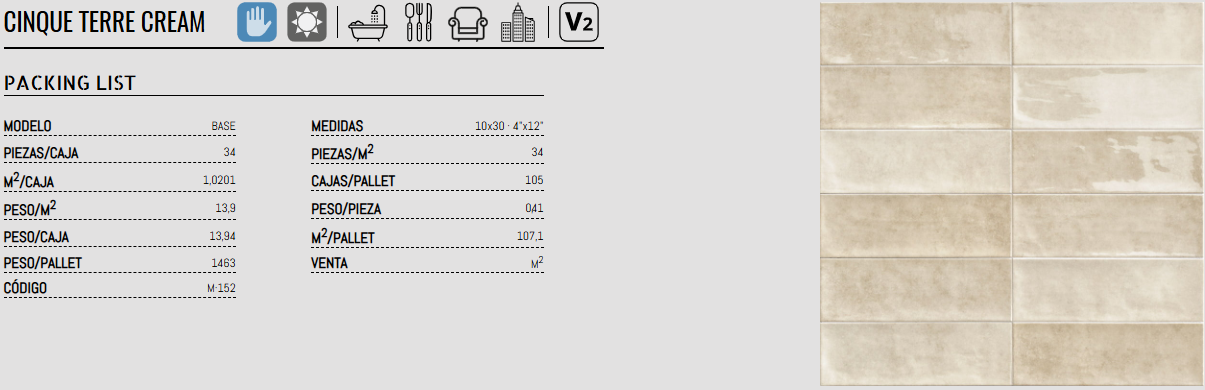 CINQUE TERRE CREAM V2
PACKING LIST
MODELO BASE
PIEZAS/CAJA 34
M²/CAJA 1,0201
PESO/M² 13,9
PESO/CAJA 13,94
PESO/PALLET 1463
CÓDIGO M-152
MEDIDAS 10x30 · 4"x12"
PIEZAS/M² 34
CAJAS/PALLET 105
PESO/PIEZA 0,41
M²/PALLET 107,1
VENTA M²